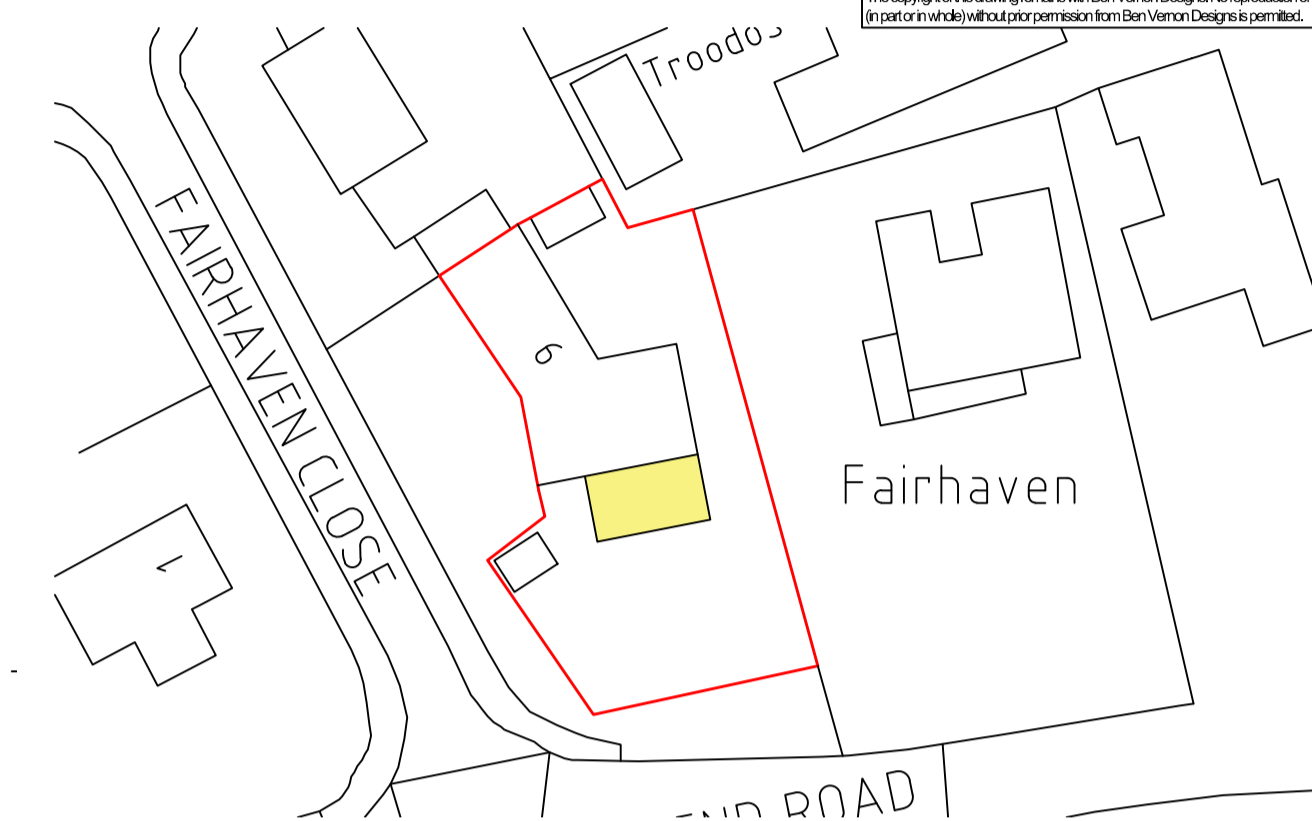 (in part or in whole) without prior permission from Ben Vernon Designs is permitted.
Troodos
FAIRHAVEN CLOSE
6
Fairhaven
1
ROAD